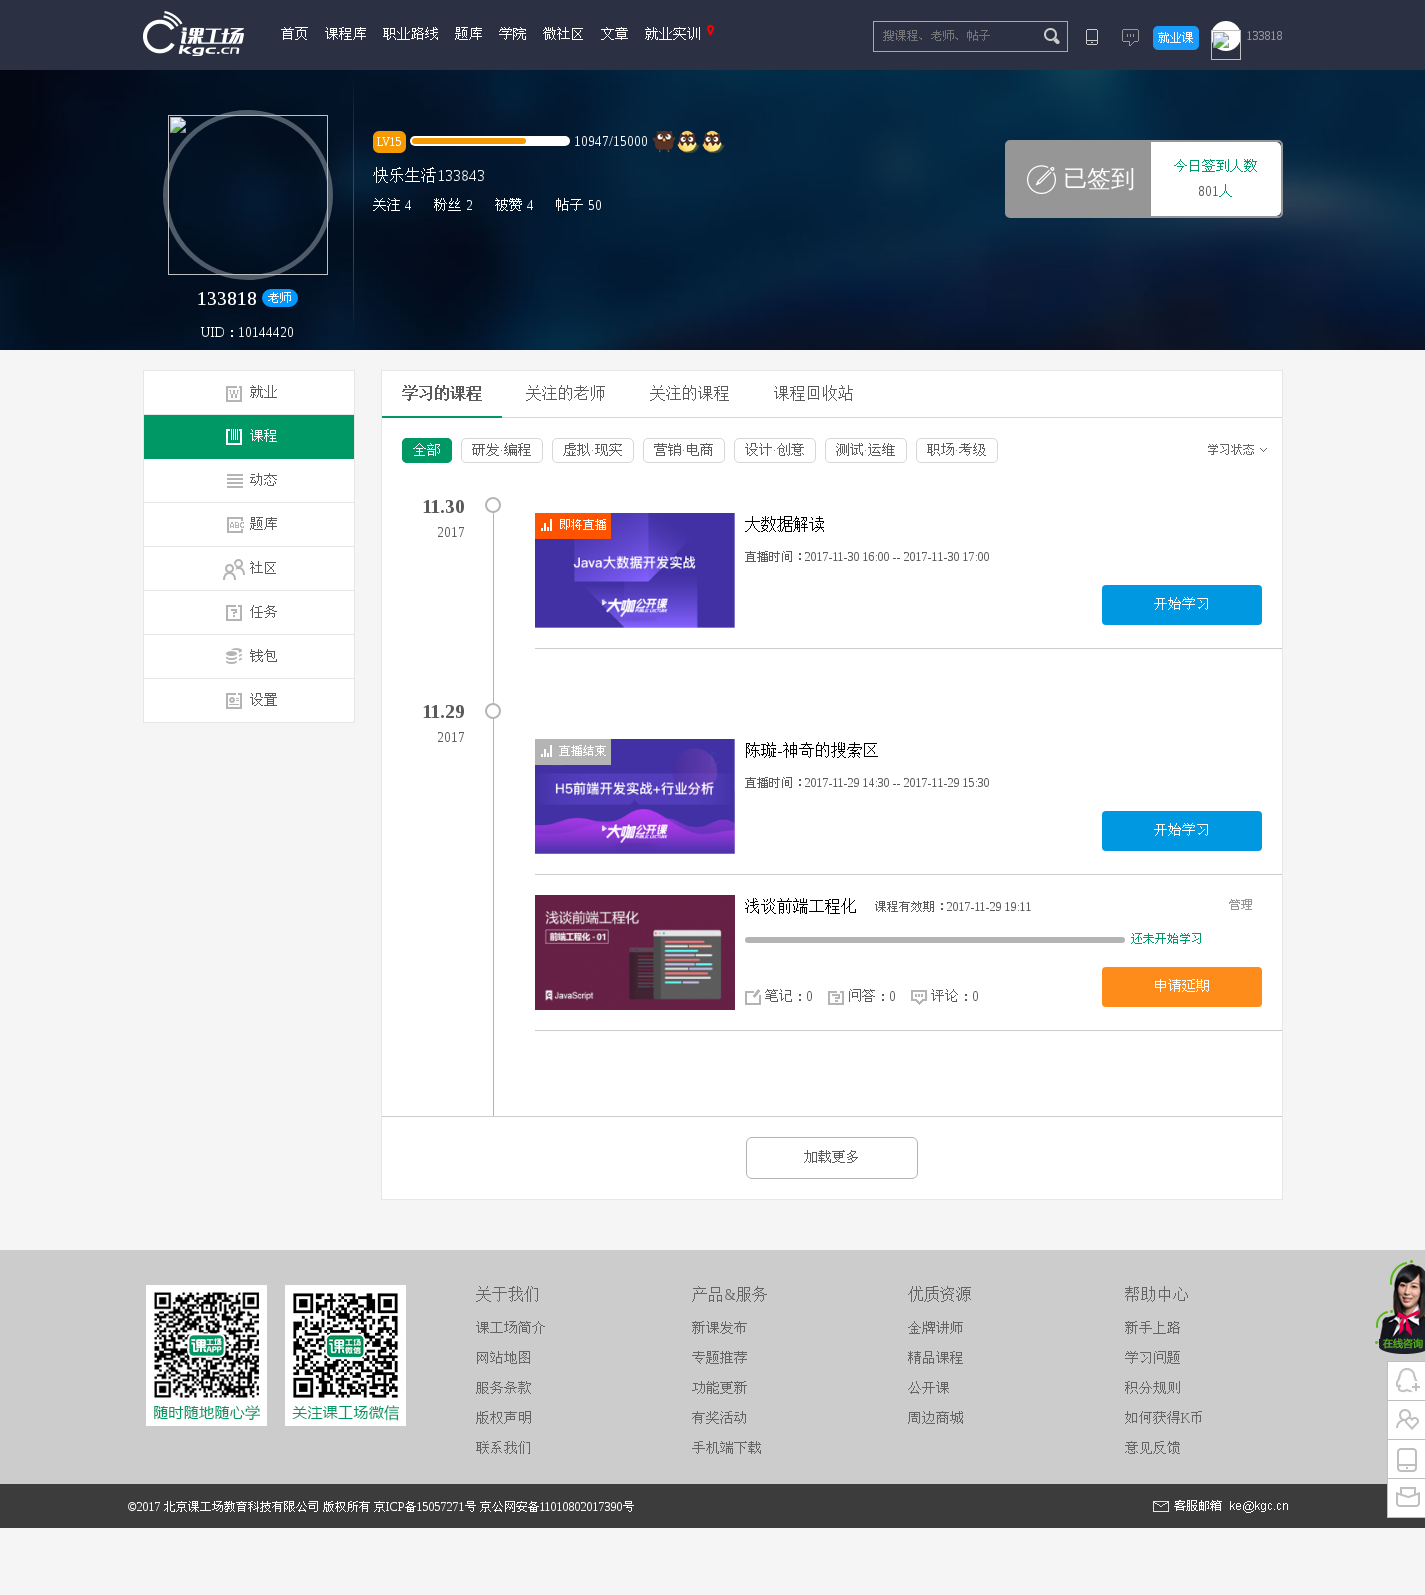 课工场
kgc.cn
首页 课程库 职业路线 题库 学院 微社区 文章 就业实训
搜课程、老师、帖子
就业课
133818
LV15
10947/15000
快乐生活133843
关注 4 粉丝 2 被赞 4 帖子 50
已签到
今日签到人数
801人
133818 老师
UID：10144420
就业
课程
动态
题库
社区
任务
钱包
设置
学习的课程 关注的老师 关注的课程 课程回收站
全部 研发·编程 虚拟·现实 营销·电商 设计·创意 测试·运维 职场·考级
学习状态
11.30
2017
即将直播
Java大数据开发实战
大咖公开课
PUBLIC LECTURE
大数据解读
直播时间：2017-11-30 16:00 -- 2017-11-30 17:00
开始学习
11.29
2017
直播结束
H5前端开发实战+行业分析
大咖公开课
PUBLIC LECTURE
陈璇-神奇的搜索区
直播时间：2017-11-29 14:30 -- 2017-11-29 15:30
开始学习
浅谈前端工程化
前端工程化 - 01
JavaScript
浅谈前端工程化 课程有效期：2017-11-29 19:11
管理
还未开始学习
笔记：0 问答：0 评论：0
申请延期
加载更多
课工场
APP
随时随地随心学
课工场
微信
关注课工场微信
关于我们
课工场简介
网站地图
服务条款
版权声明
联系我们
产品&服务
新课发布
专题推荐
功能更新
有奖活动
手机端下载
优质资源
金牌讲师
精品课程
公开课
周边商城
帮助中心
新手上路
学习问题
积分规则
如何获得K币
意见反馈
在线咨询
©2017 北京课工场教育科技有限公司 版权所有 京ICP备15057271号 京公网安备11010802017390号
客服邮箱 ke@kgc.cn